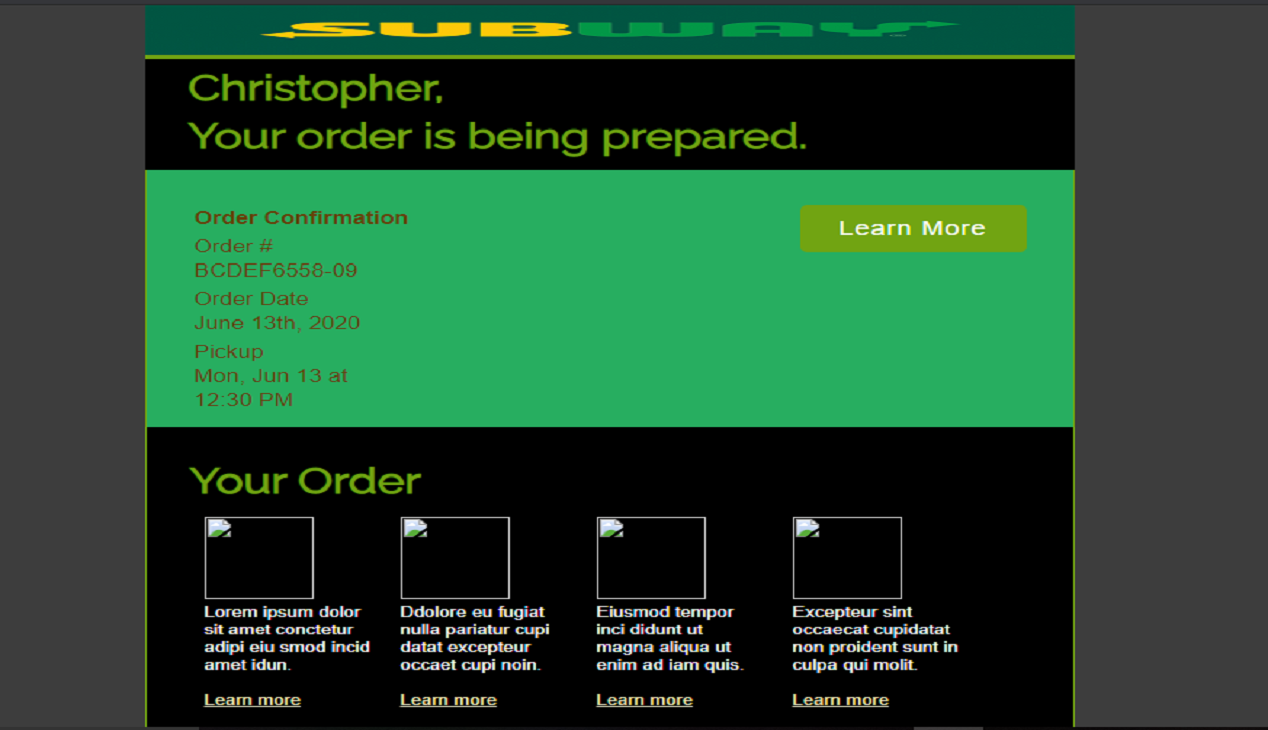 SUBWAY
Christopher,
Your order is being prepared.
Order Confirmation
Learn More
Order #
BCDEF6558-09
Order Date
June 13th, 2020
Pickup
Mon, Jun 13 at
12:30 PM
Your Order
Lorem ipsum dolor
sit amet conctetur
adipi eiu smod incid
amet idun.
Learn more
Ddolore eu fugiat
nulla pariatur cupi
datat excepteur
occaet cupi noin.
Learn more
Eiusmod tempor
inci didunt ut
magna aliqua ut
enim ad iam quis.
Learn more
Excepteur sint
occaecat cupidatat
non proident sunt in
culpa qui molit.
Learn more